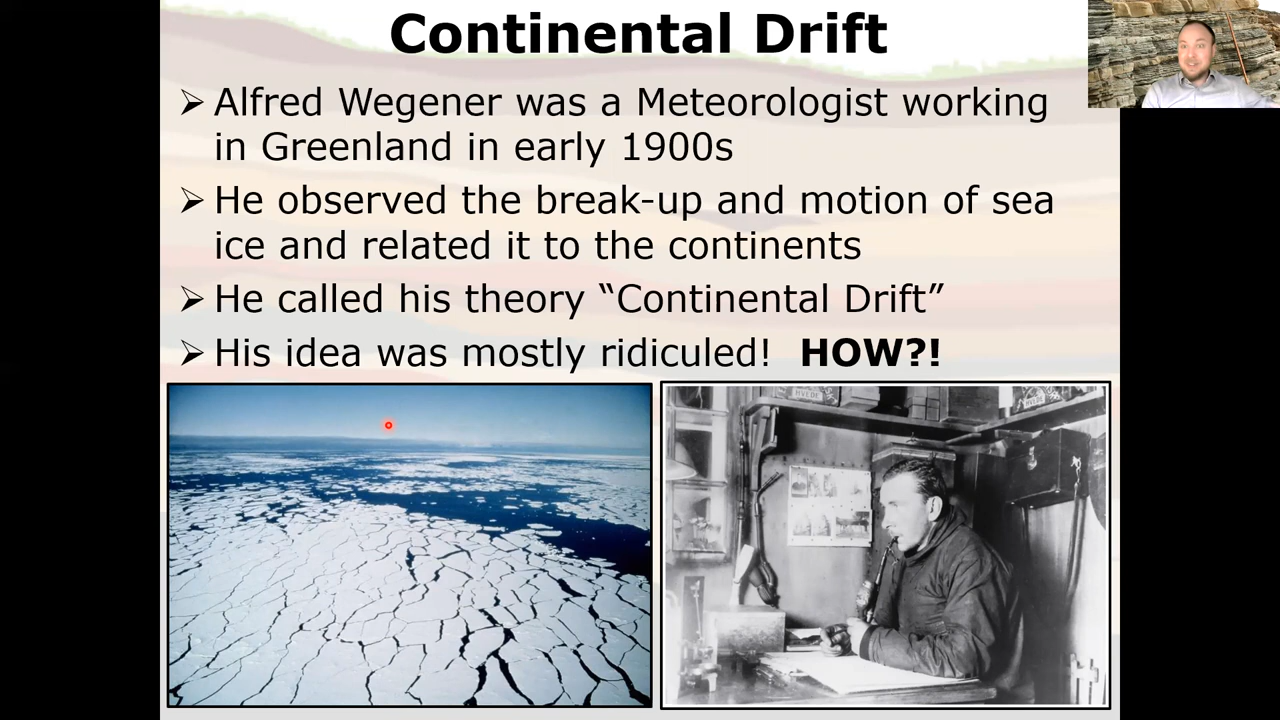 Continental Drift
➢ Alfred Wegener was a Meteorologist working
in Greenland in early 1900s
➢ He observed the break-up and motion of sea
ice and related it to the continents
➢ He called his theory “Continental Drift”
➢ His idea was mostly ridiculed!  HOW?!